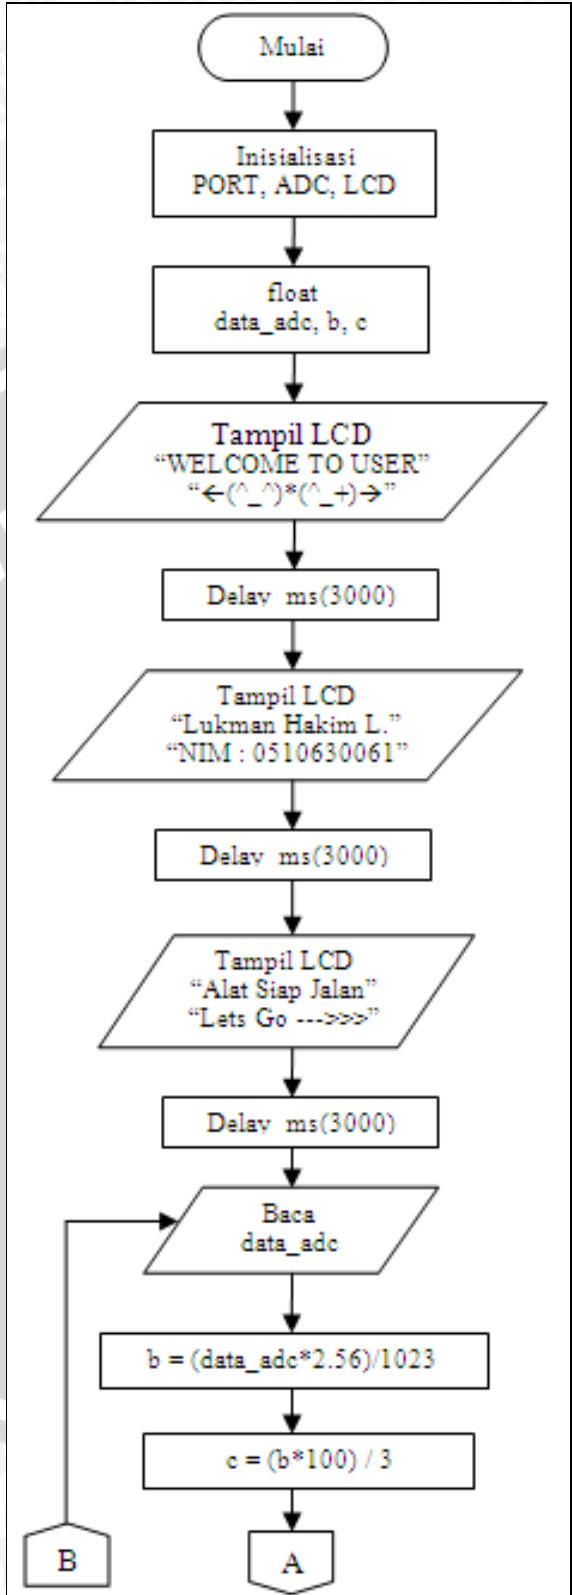 Mulai
Inisialisasi
PORT, ADC, LCD
float
data_adc, b, c
Tampil LCD
“WELCOME TO USER”
“←(^_^)*(^_+)→”
Delay_ms(3000)
Tampil LCD
“Lukman Hakim L.”
“NIM : 0510630061”
Delay_ms(3000)
Tampil LCD
“Alat Siap Jalan”
“Lets Go --->>>”
Delay_ms(3000)
Baca
data_adc
b = (data_adc*2.56)/1023
c = (b*100) / 3
B
A